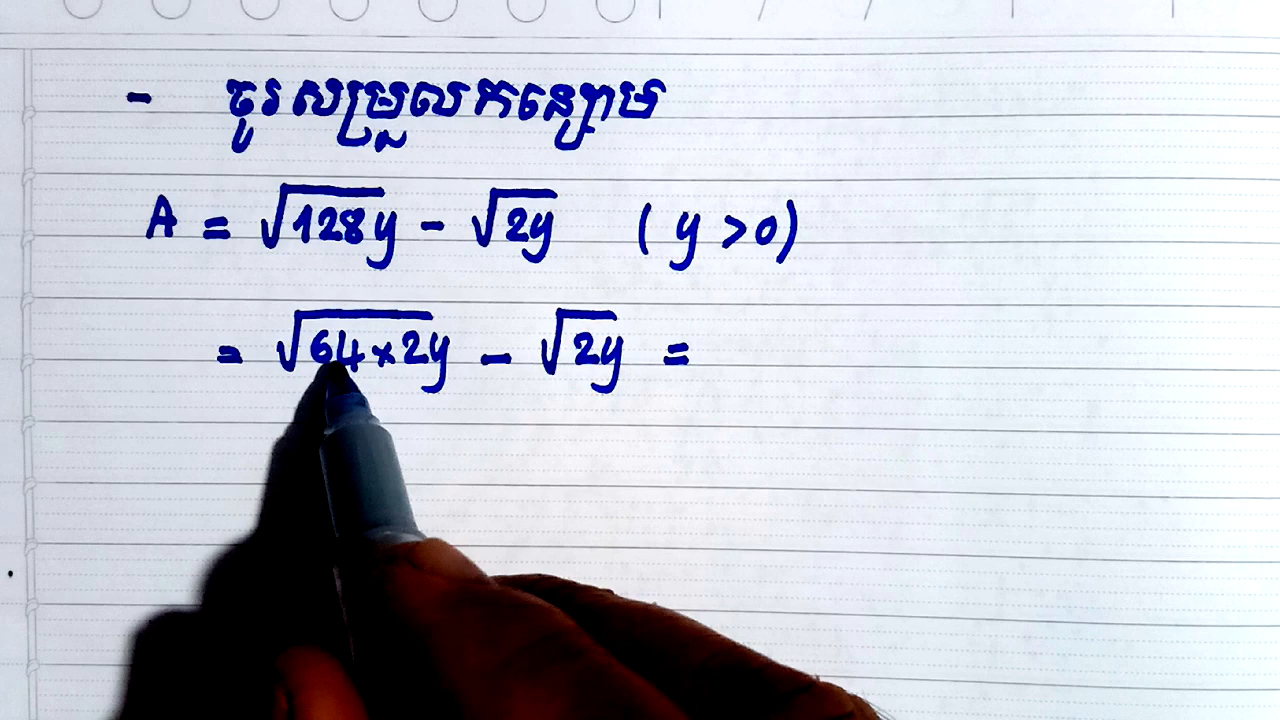 - ចូរសម្រួលកន្សោម
A = √128y - √2y ( y > 0)
= √64×2y - √2y =